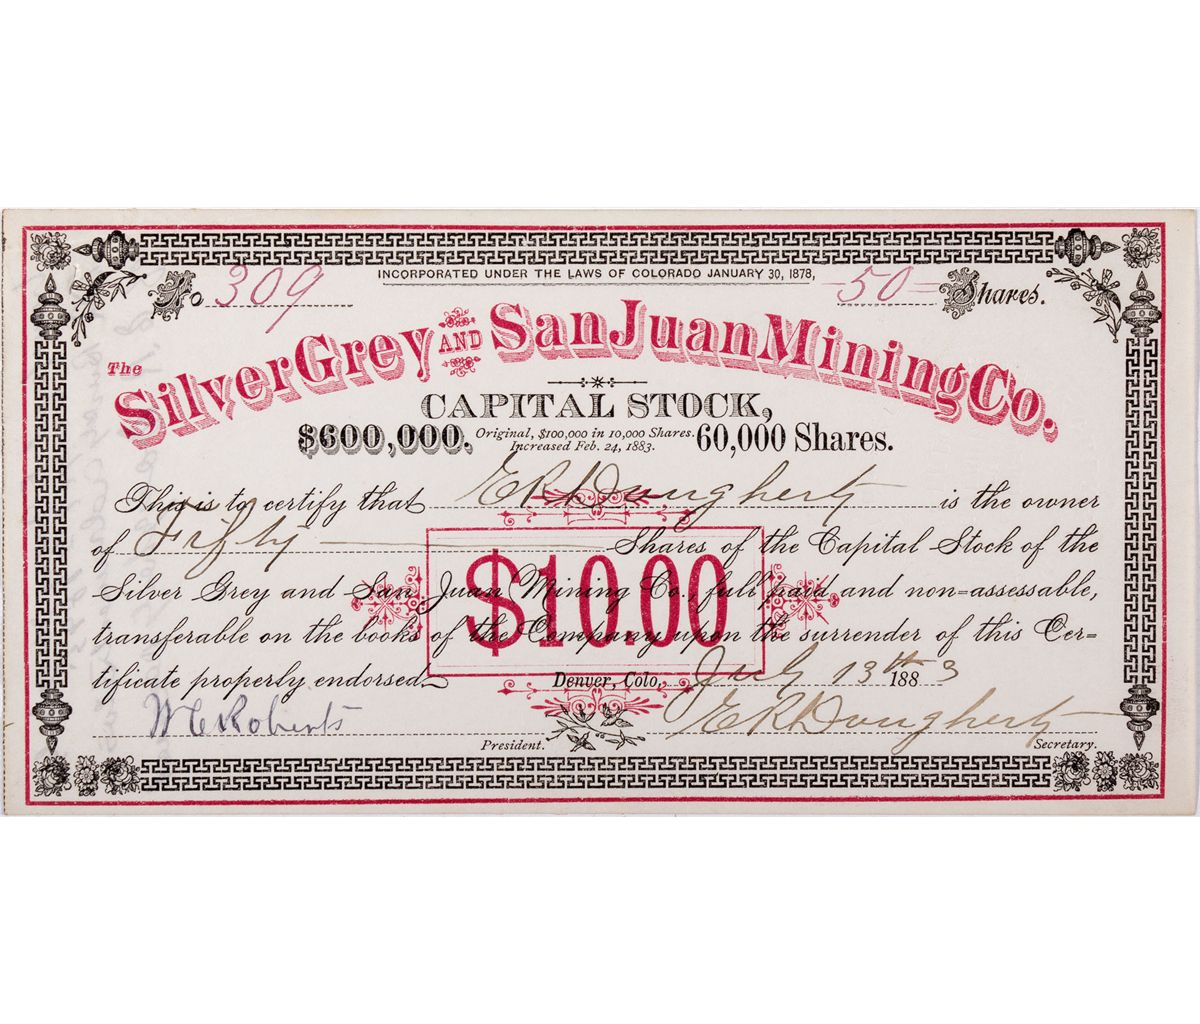 No 309
INCORPORATED UNDER THE LAWS OF COLORADO JANUARY 30, 1878,
-50- Shares.
The Silver Grey AND San Juan Mining Co.
CAPITAL STOCK,
$600,000. Original, $100,000 in 10,000 Shares. Increased Feb. 24, 1883. 60,000 Shares.
This is to certify that E R Dougherty is the owner
of Fifty Shares of the Capital Stock of the
Silver Grey and San Juan Mining Co., full paid and non=assessable,
transferable on the books of the Company upon the surrender of this Cer-
tificate properly endorsed.
$10.00
Denver, Colo., July 13th 1883
W C Roberts
President.
E R Dougherty
Secretary.